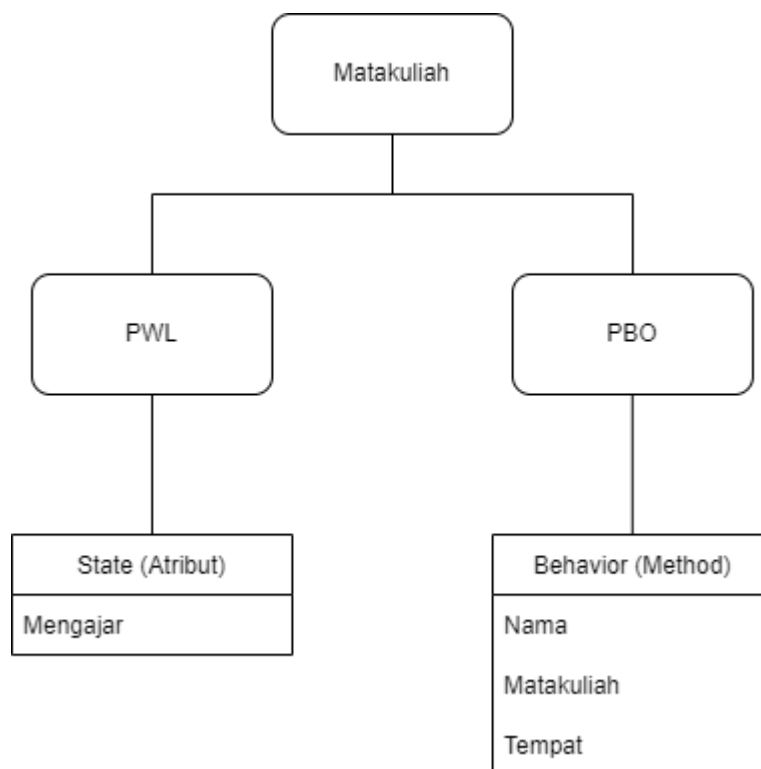 Matakuliah
PWL
PBO
State (Atribut)
Mengajar
Behavior (Method)
Nama
Matakuliah
Tempat